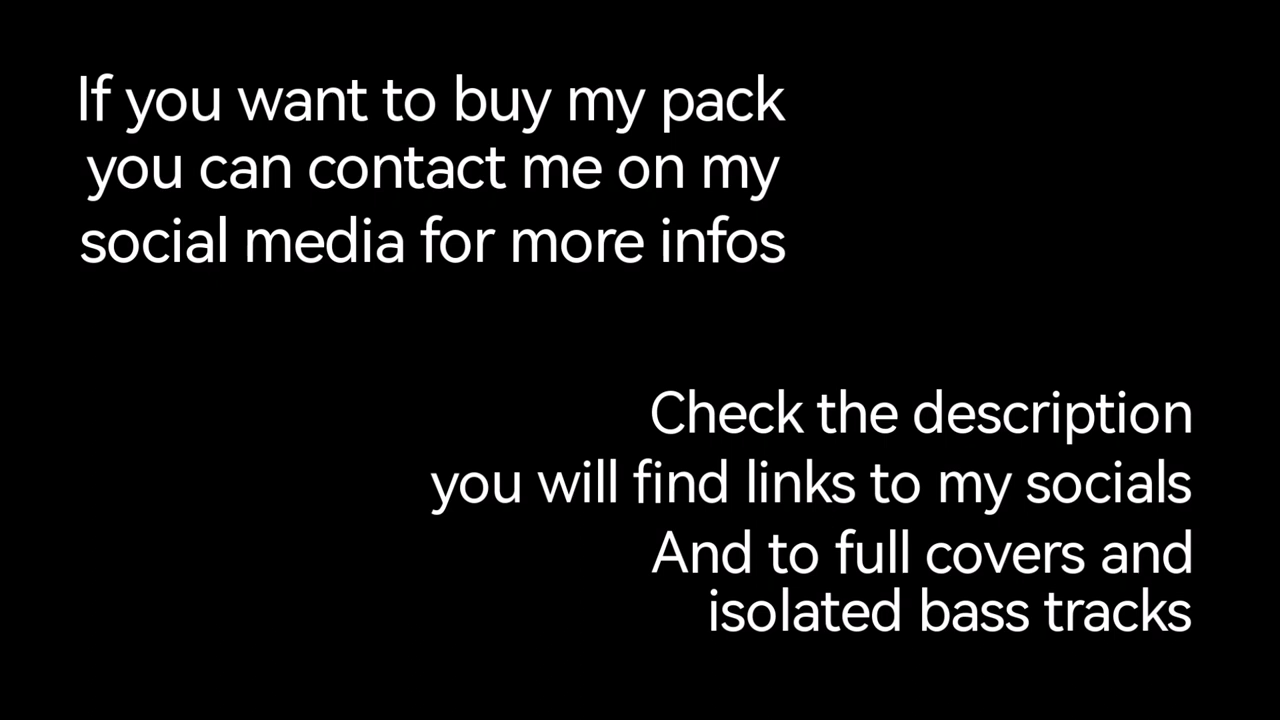 If you want to buy my pack
you can contact me on my
social media for more infos
Check the description
you will find links to my socials
And to full covers and
isolated bass tracks